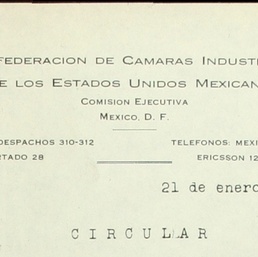 FEDERACION DE CAMARAS INDUSTRI
E LOS ESTADOS UNIDOS MEXICAN
COMISION EJECUTIVA
MEXICO, D. F.
DESPACHOS 310-312
TELEFONOS: MEXI
RTADO 28
ERICSSON 12
21 de enero
CIRCULAR